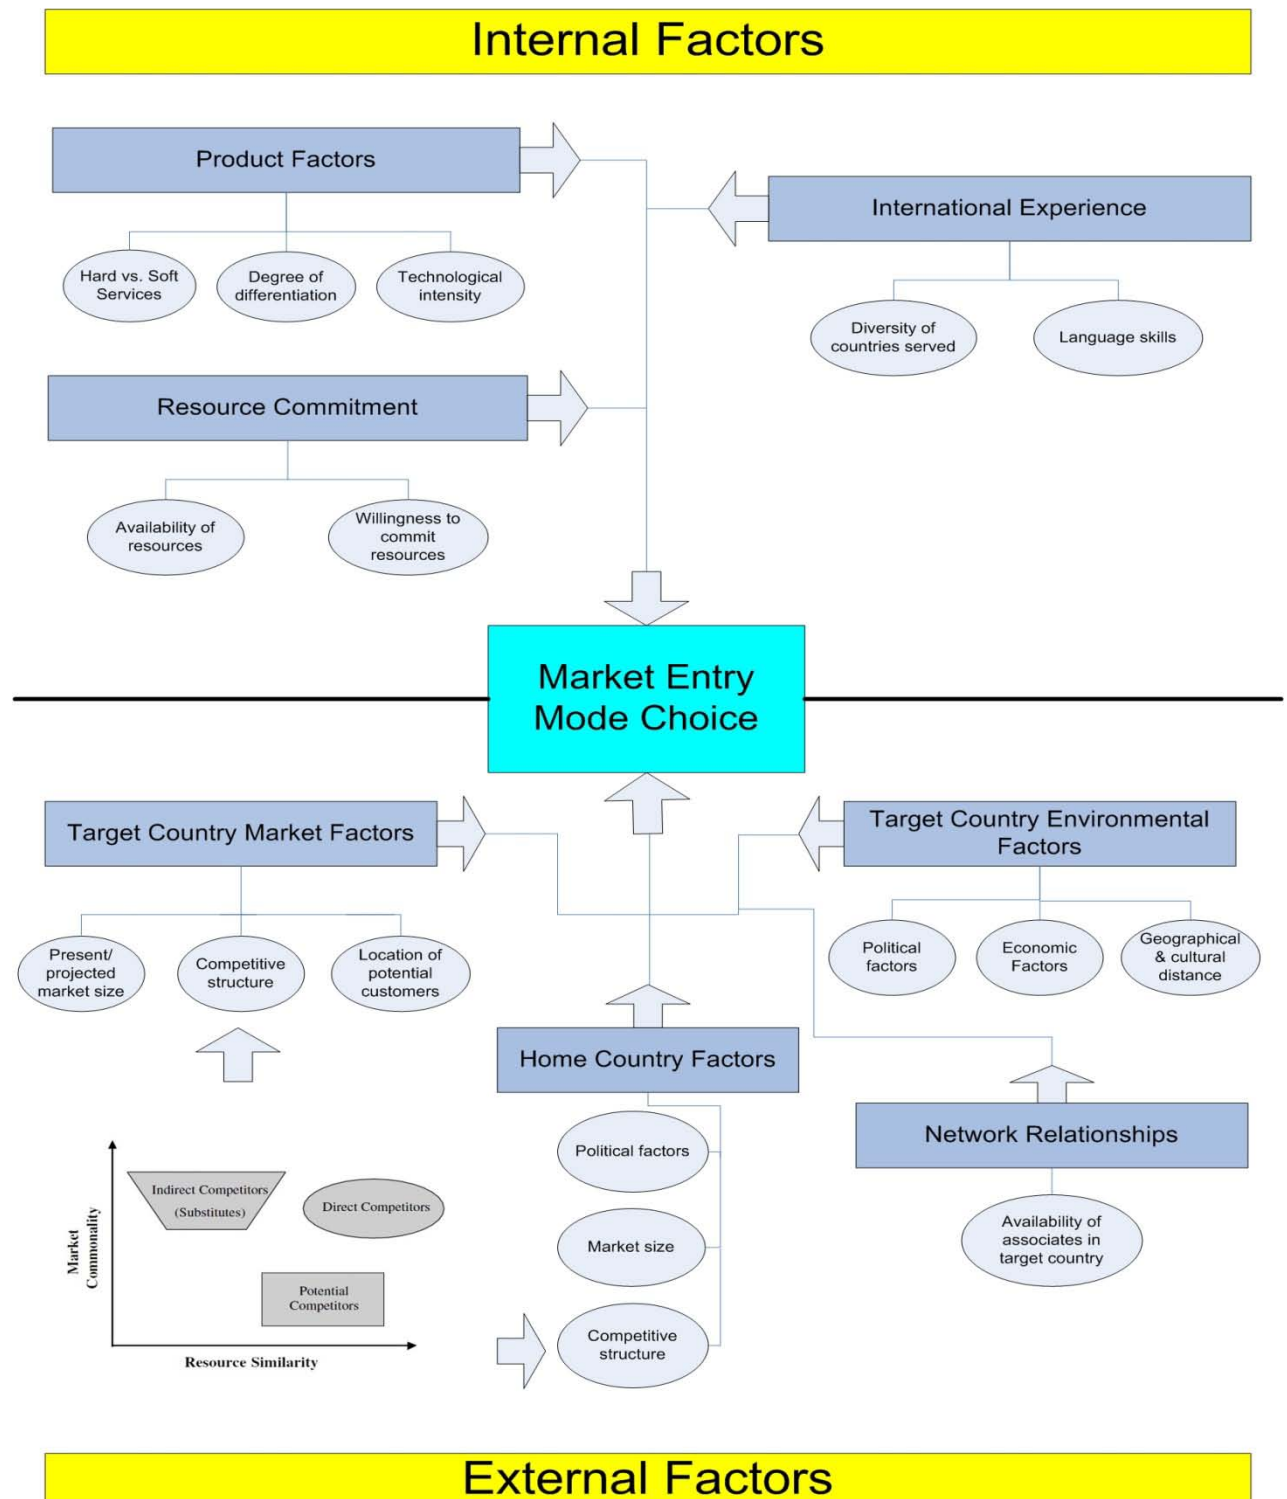 Internal Factors
Product Factors
International Experience
Hard vs. Soft
Services
Degree of
differentiation
Technological
intensity
Diversity of
countries served
Language skills
Resource Commitment
Availability of
resources
Willingness to
commit
resources
Market Entry
Mode Choice
Target Country Market Factors
Target Country Environmental
Factors
Present/
projected
market size
Competitive
structure
Location of
potential
customers
Political
factors
Economic
Factors
Geographical
& cultural
distance
Home Country Factors
Network Relationships
Political factors
Market size
Competitive
structure
Availability of
associates in
target country
Market
Commonality
Indirect Competitors
(Substitutes)
Direct Competitors
Potential
Competitors
Resource Similarity
External Factors